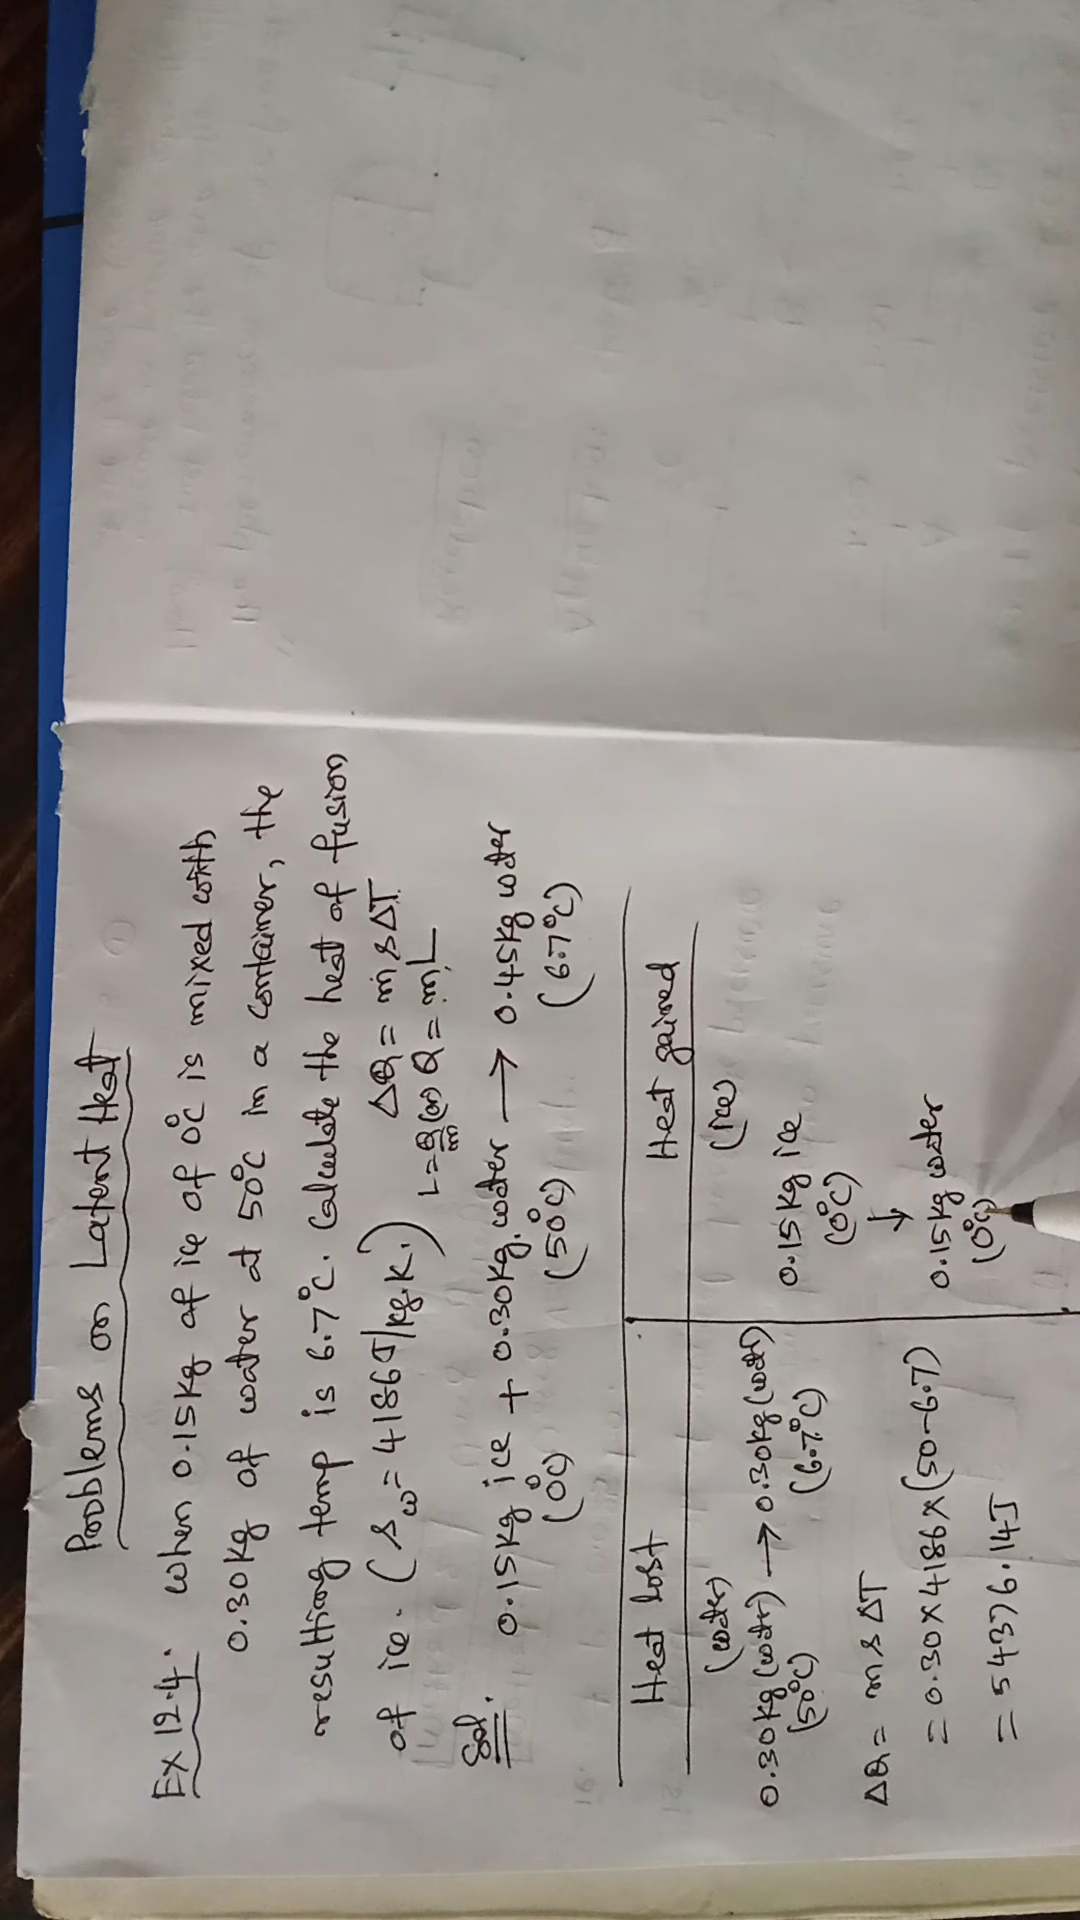 Problems on Latent Heat
Ex 12.4. When 0.15kg of ice of 0°C is mixed with
0.30kg of water at 50°C in a container, the
resulting temp is 6.7°C. Calculate the heat of fusion
of ice. (s_w = 4186J/kg.K.) ΔQ = m s ΔT.
L = Q/m (or) Q = mL
Sol. 0.15kg ice + 0.30kg.water → 0.45kg water
(0°C) (50°C) (6.7°C)
Heat lost Heat gained
(water) (ice)
0.30kg (water) → 0.30kg (water) 0.15kg ice
(50°C) (6.7°C) (0°C)
↓
ΔQ = m s ΔT
= 0.30 x 4186 x (50-6.7) 0.15kg water
(0°C)
= 54376.14J